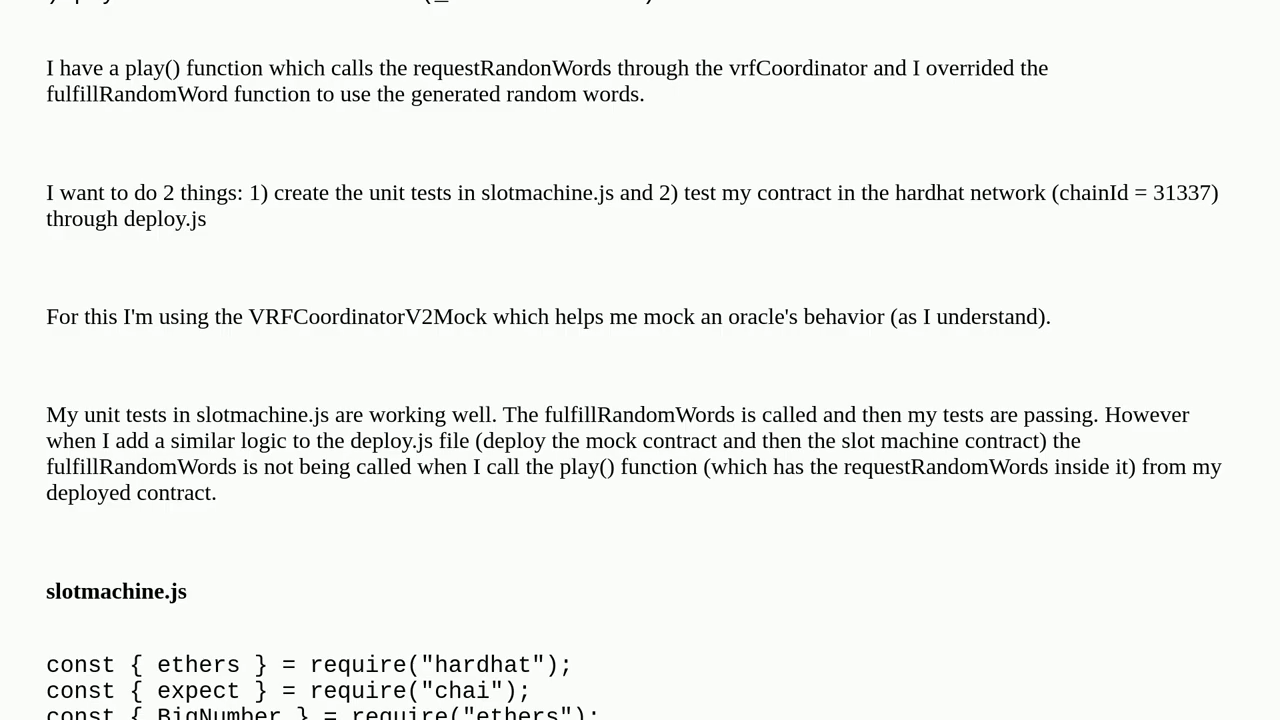 I have a play() function which calls the requestRandonWords through the vrfCoordinator and I overrided the
fulfillRandomWord function to use the generated random words.
I want to do 2 things: 1) create the unit tests in slotmachine.js and 2) test my contract in the hardhat network (chainId = 31337)
through deploy.js
For this I'm using the VRFCoordinatorV2Mock which helps me mock an oracle's behavior (as I understand).
My unit tests in slotmachine.js are working well. The fulfillRandomWords is called and then my tests are passing. However
when I add a similar logic to the deploy.js file (deploy the mock contract and then the slot machine contract) the
fulfillRandomWords is not being called when I call the play() function (which has the requestRandomWords inside it) from my
deployed contract.
slotmachine.js
const { ethers } = require("hardhat");
const { expect } = require("chai");
const { BigNumber } = require("ethers");